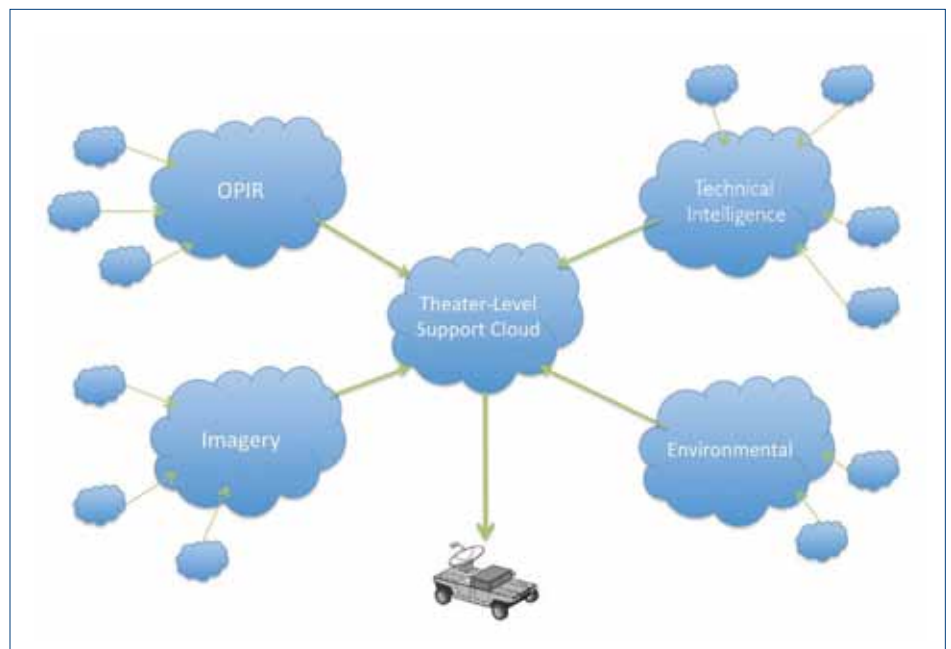 OPIR
Technical
Intelligence
Theater-Level
Support Cloud
Imagery
Environmental